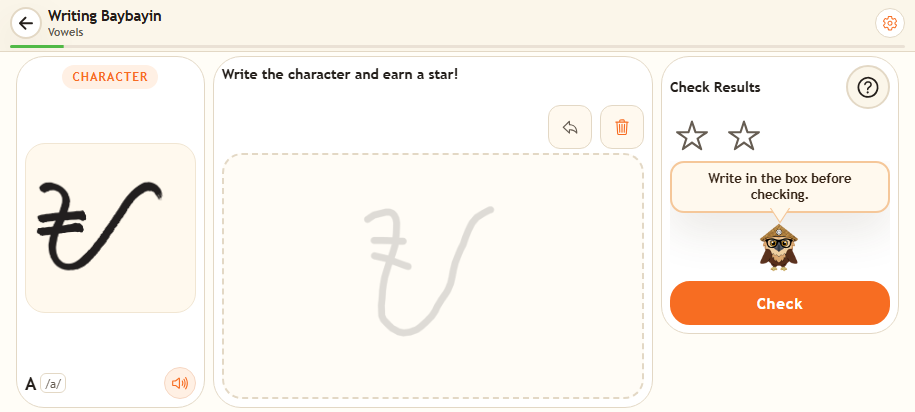 Writing Baybayin
Vowels
CHARACTER
ᜀ
A /a/
Write the character and earn a star!
ᜀ
Check Results
?
Write in the box before
checking.
Check